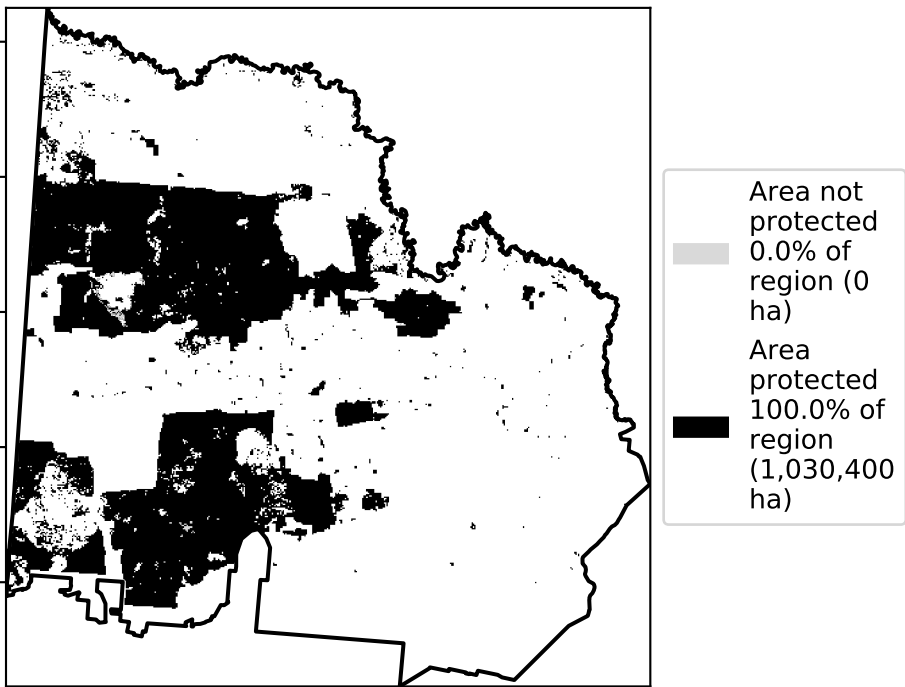 Area not
protected
0.0% of
region (0
ha)
Area
protected
100.0% of
region
(1,030,400
ha)